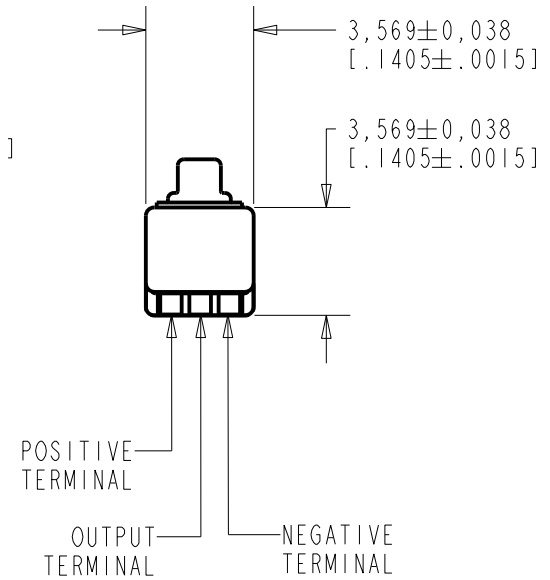 3,569±0,038
[.1405±.0015]
]
3,569±0,038
[.1405±.0015]
POSITIVE
TERMINAL
OUTPUT
TERMINAL
NEGATIVE
TERMINAL